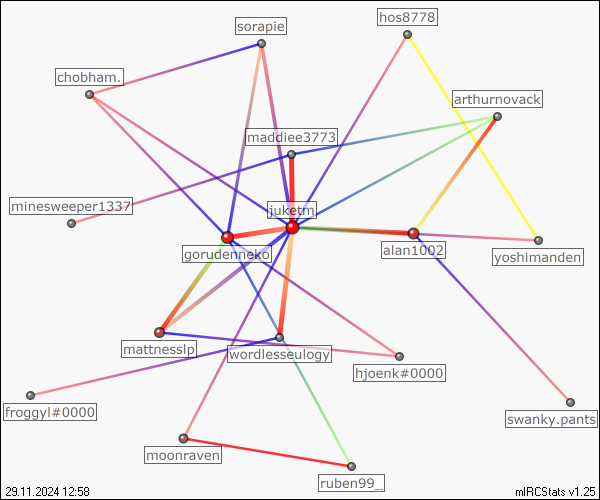 hos8778
sorapie
chobham.
arthurnovack
maddiee3773
minesweeper1337
juketm
gorudenneko
alan1002
yoshimanden
mattnesslp
wordlesseulogy
hjoenk#0000
froggyl#0000
swanky.pants
moonraven
ruben99_
29.11.2024 12:58
mIRCStats v1.25